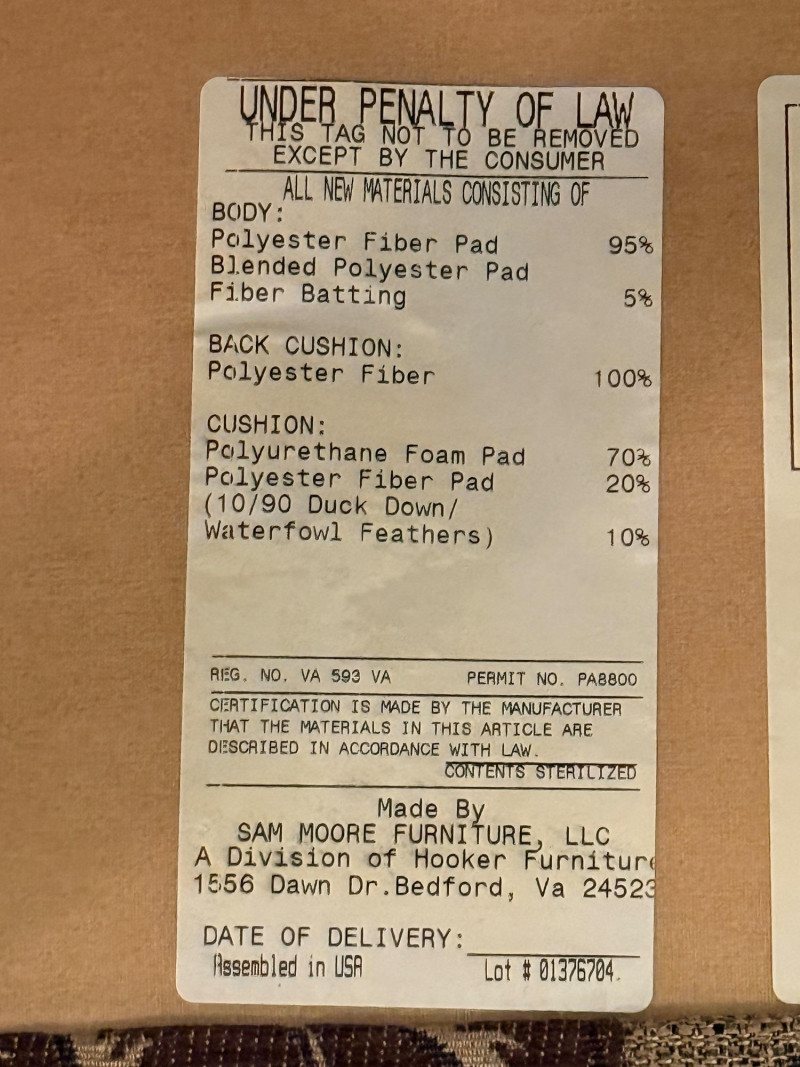 UNDER PENALTY OF LAW
THIS TAG NOT TO BE REMOVED
EXCEPT BY THE CONSUMER
ALL NEW MATERIALS CONSISTING OF
BODY:
Polyester Fiber Pad 95%
Blended Polyester Pad
Fiber Batting 5%
BACK CUSHION:
Polyester Fiber 100%
CUSHION:
Polyurethane Foam Pad 70%
Polyester Fiber Pad 20%
(10/90 Duck Down/
Waterfowl Feathers) 10%
REG. NO. VA 593 VA PERMIT NO. PA8800
CERTIFICATION IS MADE BY THE MANUFACTURER
THAT THE MATERIALS IN THIS ARTICLE ARE
DESCRIBED IN ACCORDANCE WITH LAW.
CONTENTS STERILIZED
Made By
SAM MOORE FURNITURE, LLC
A Division of Hooker Furniture
1556 Dawn Dr.Bedford, Va 24523
DATE OF DELIVERY:
Assembled in USA Lot # 01376704.